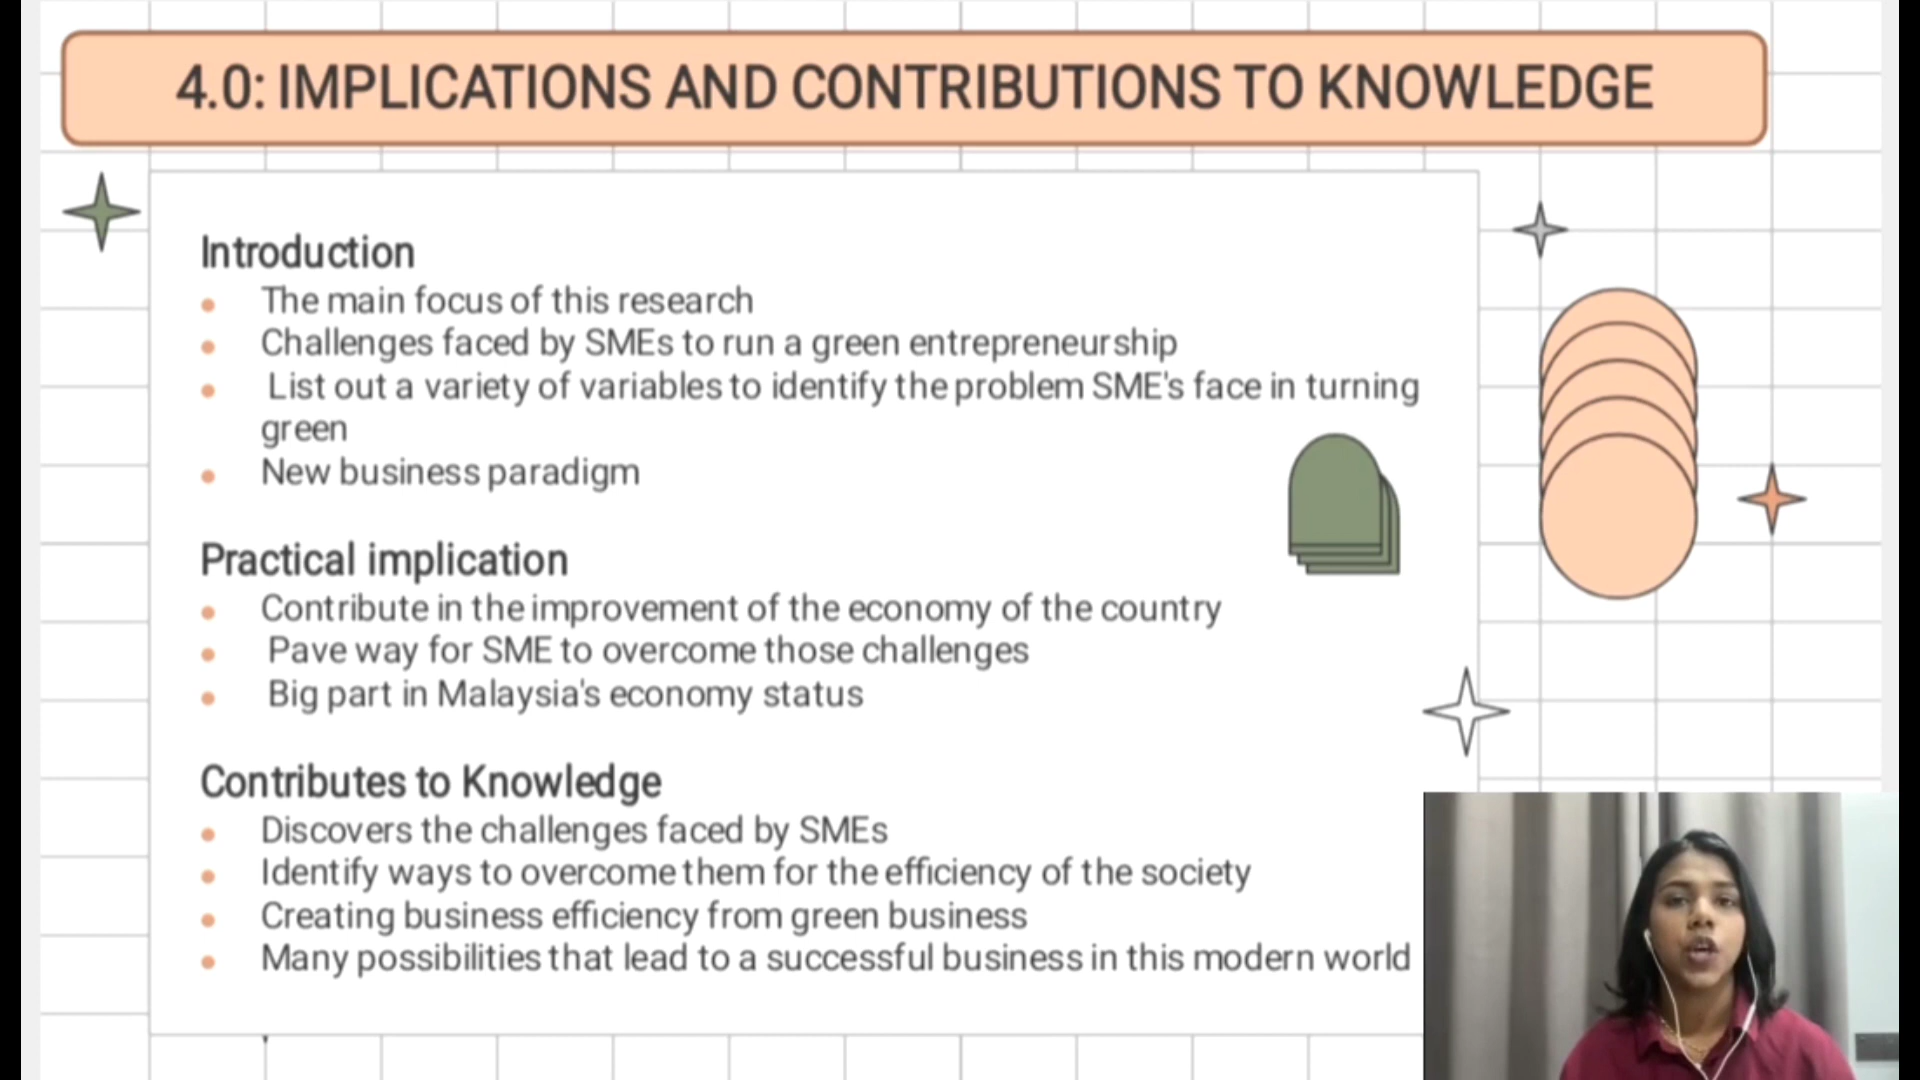 4.0: IMPLICATIONS AND CONTRIBUTIONS TO KNOWLEDGE
Introduction
The main focus of this research
Challenges faced by SMEs to run a green entrepreneurship
List out a variety of variables to identify the problem SME's face in turning
green
New business paradigm
Practical implication
Contribute in the improvement of the economy of the country
Pave way for SME to overcome those challenges
Big part in Malaysia's economy status
Contributes to Knowledge
Discovers the challenges faced by SMEs
Identify ways to overcome them for the efficiency of the society
Creating business efficiency from green business
Many possibilities that lead to a successful business in this modern world